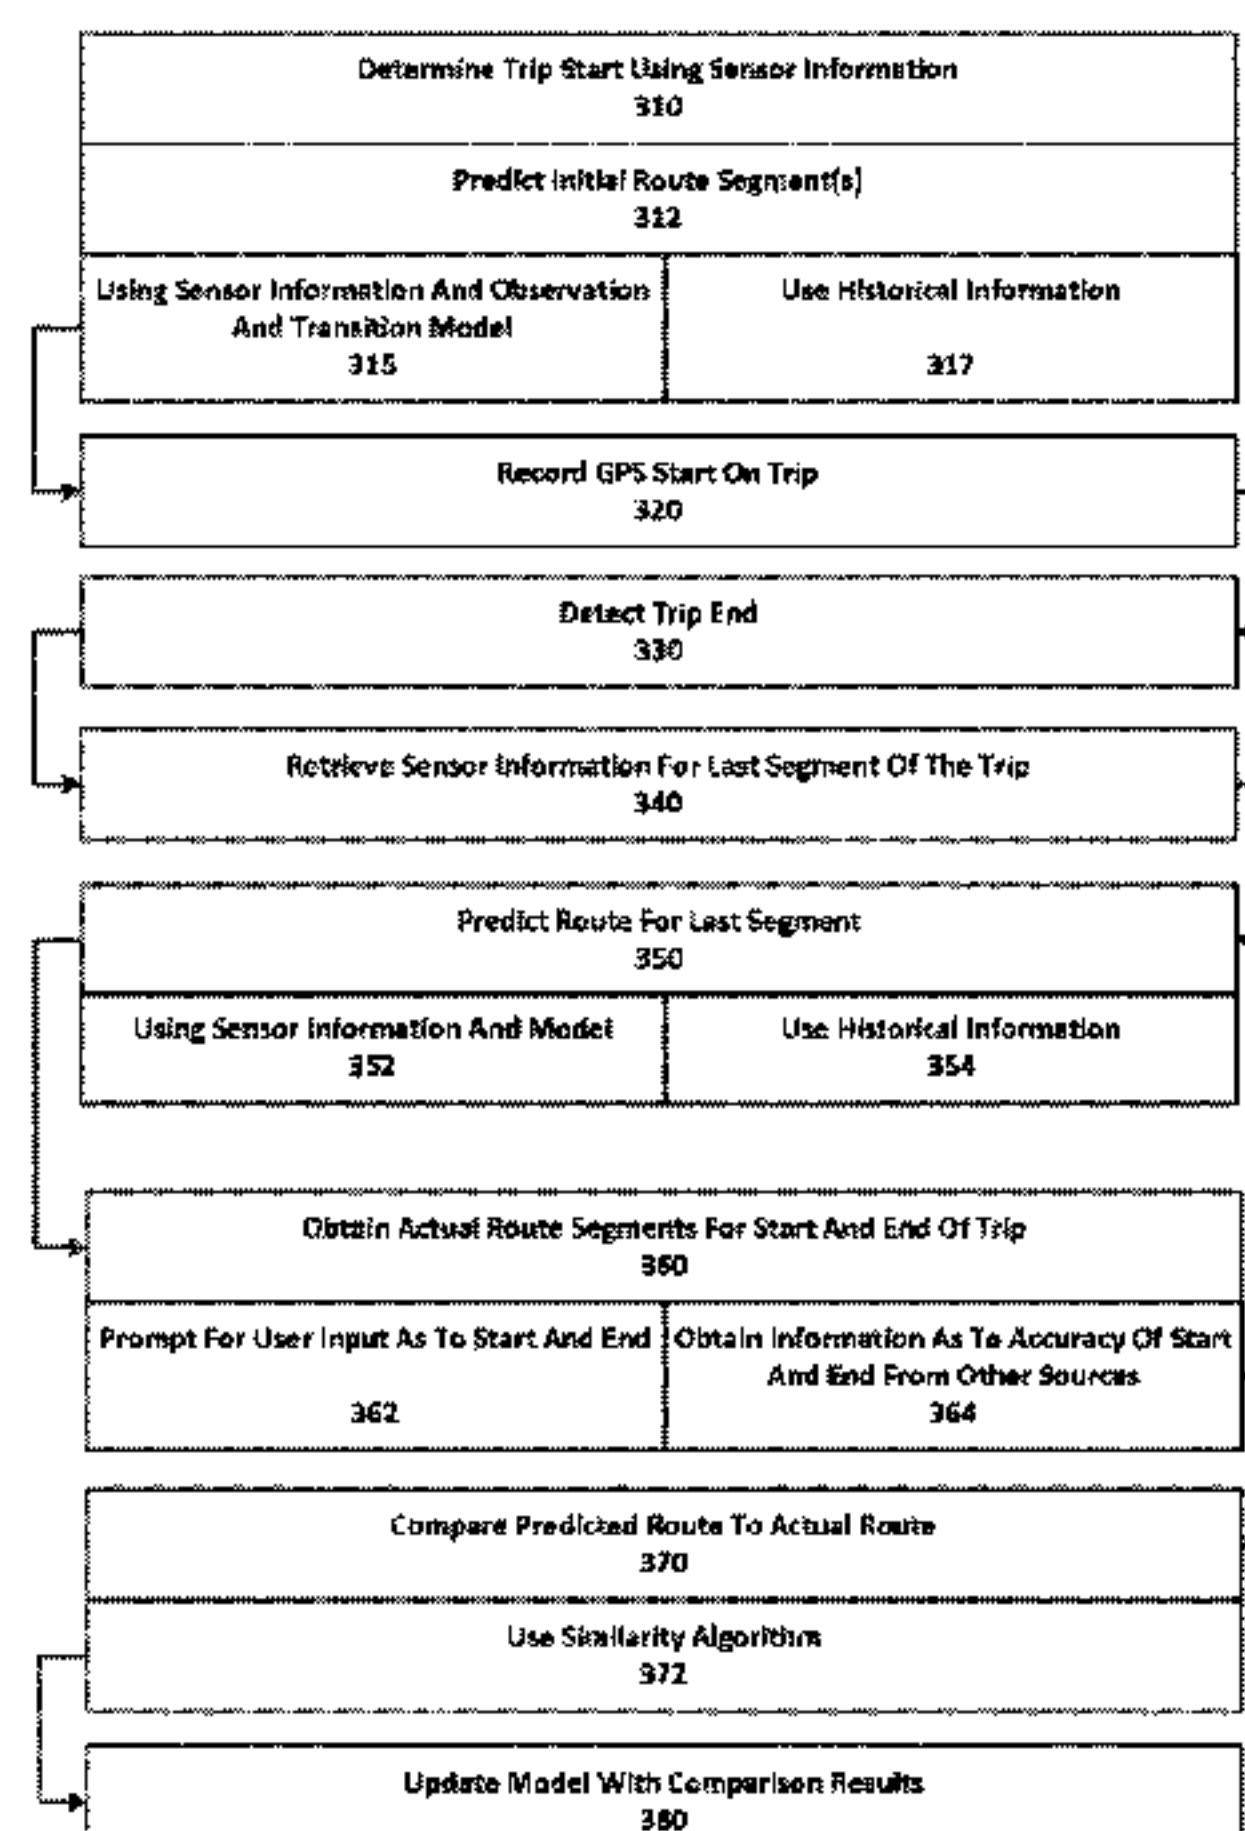 Determine Trip Start Using Sensor Information
310
Predict Initial Route Segment(s)
312
Using Sensor Information And Observation
And Transition Model
315
Use Historical Information
317
Record GPS Start On Trip
320
Detect Trip End
330
Retrieve Sensor Information For Last Segment Of The Trip
340
Predict Route For Last Segment
350
Using Sensor Information And Model
352
Use Historical Information
354
Obtain Actual Route Segments For Start And End Of Trip
360
Prompt For User Input As To Start And End
362
Obtain Information As To Accuracy Of Start
And End From Other Sources
364
Compare Predicted Route To Actual Route
370
Use Similarity Algorithm
372
Update Model With Comparison Results
380